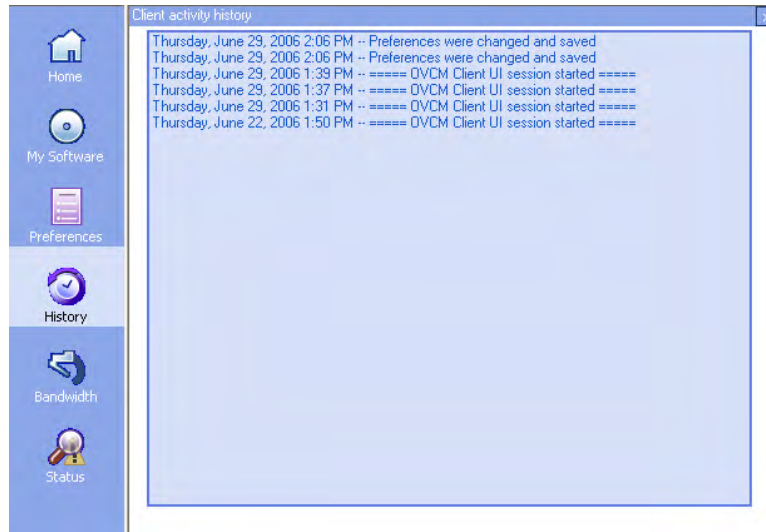 Client activity history
Thursday, June 29, 2006 2:06 PM -- Preferences were changed and saved
Thursday, June 29, 2006 2:06 PM -- Preferences were changed and saved
Thursday, June 29, 2006 1:39 PM -- ===== OVCM Client UI session started =====
Thursday, June 29, 2006 1:37 PM -- ===== OVCM Client UI session started =====
Thursday, June 29, 2006 1:31 PM -- ===== OVCM Client UI session started =====
Thursday, June 22, 2006 1:50 PM -- ===== OVCM Client UI session started =====
Home
My Software
Preferences
History
Bandwidth
Status